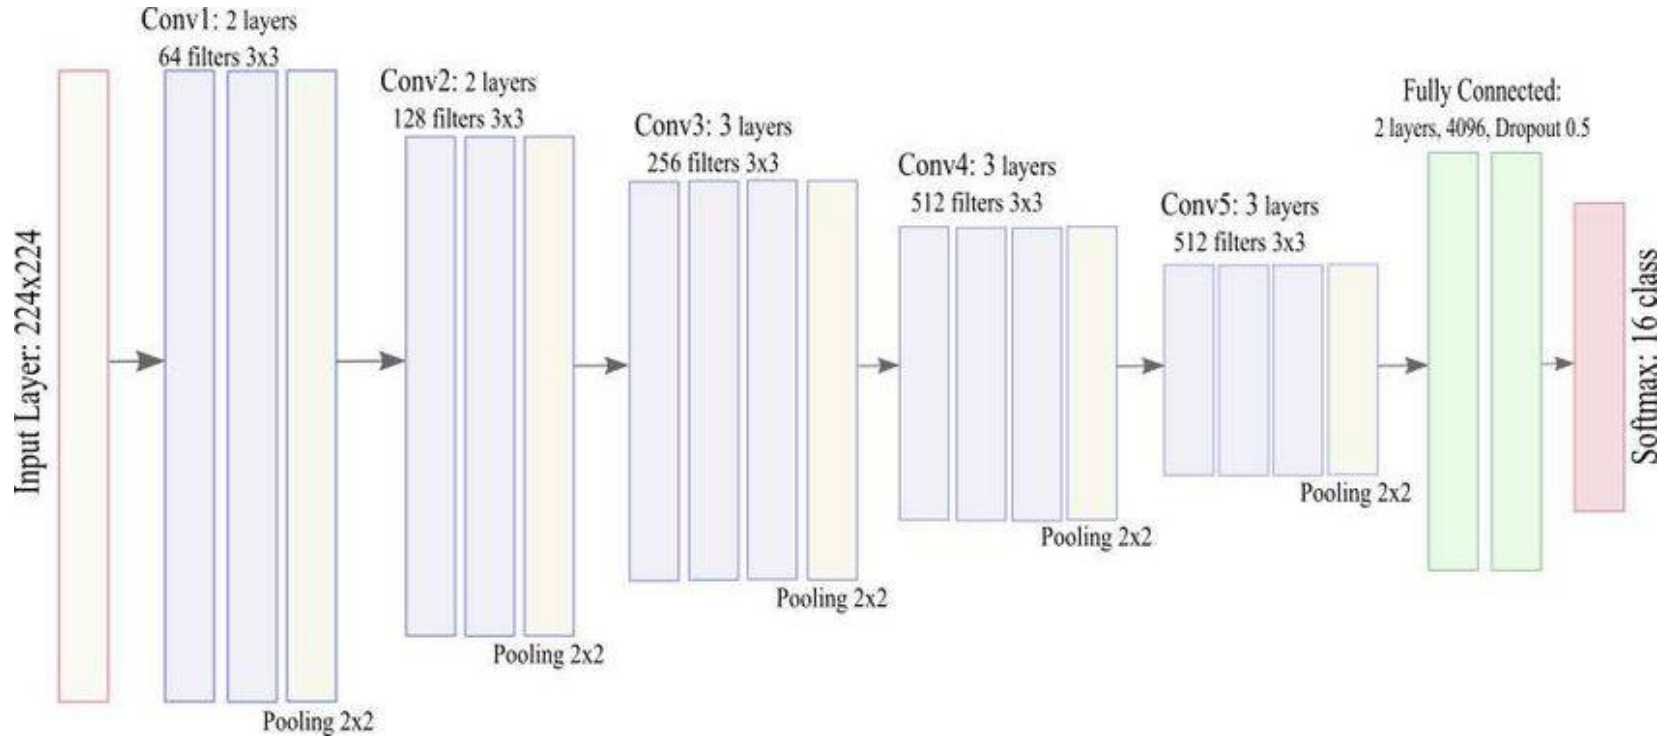 Input Layer: 224x224
Conv1: 2 layers
64 filters 3x3
Pooling 2x2
Conv2: 2 layers
128 filters 3x3
Pooling 2x2
Conv3: 3 layers
256 filters 3x3
Pooling 2x2
Conv4: 3 layers
512 filters 3x3
Pooling 2x2
Conv5: 3 layers
512 filters 3x3
Pooling 2x2
Fully Connected:
2 layers, 4096, Dropout 0.5
Softmax: 16 class